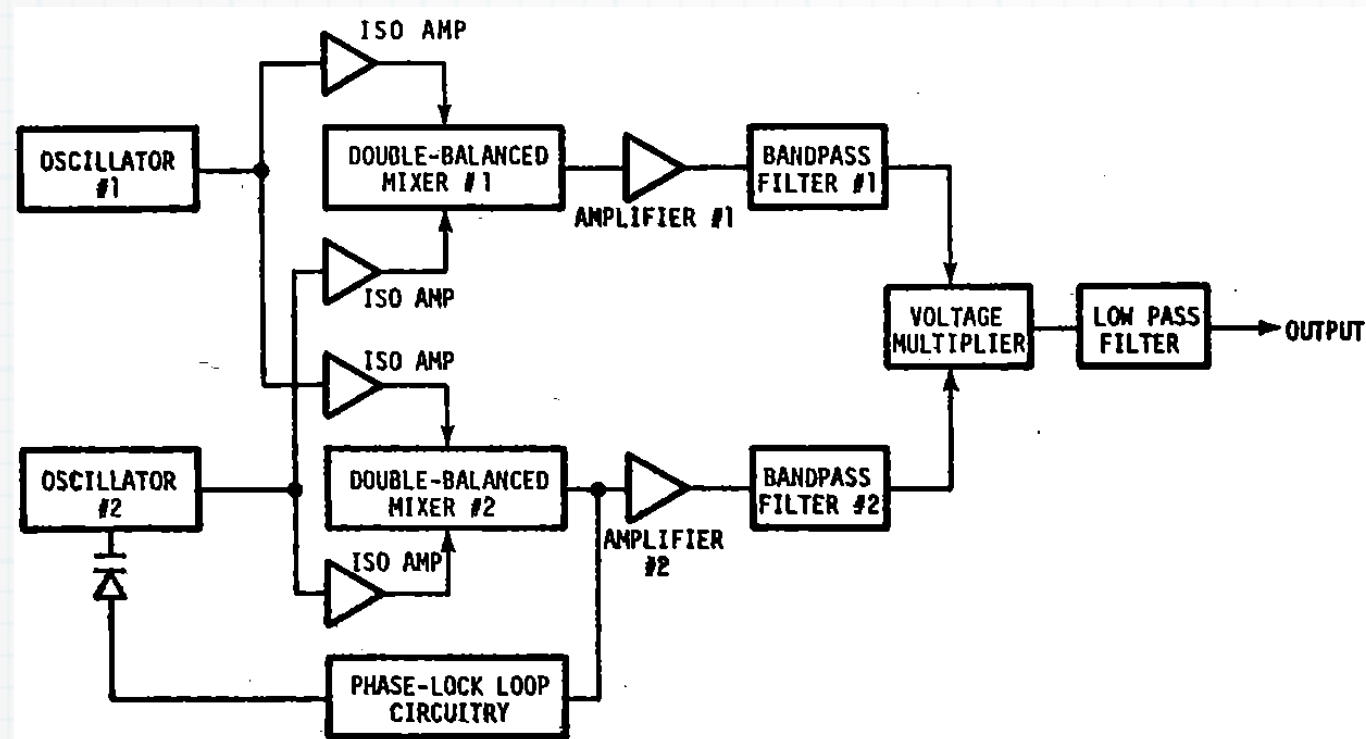 ISO AMP
OSCILLATOR
#1
DOUBLE-BALANCED
MIXER #1
AMPLIFIER #1
BANDPASS
FILTER #1
ISO AMP
VOLTAGE
MULTIPLIER
LOW PASS
FILTER
OUTPUT
ISO AMP
OSCILLATOR
#2
DOUBLE-BALANCED
MIXER #2
AMPLIFIER
#2
BANDPASS
FILTER #2
ISO AMP
PHASE-LOCK LOOP
CIRCUITRY